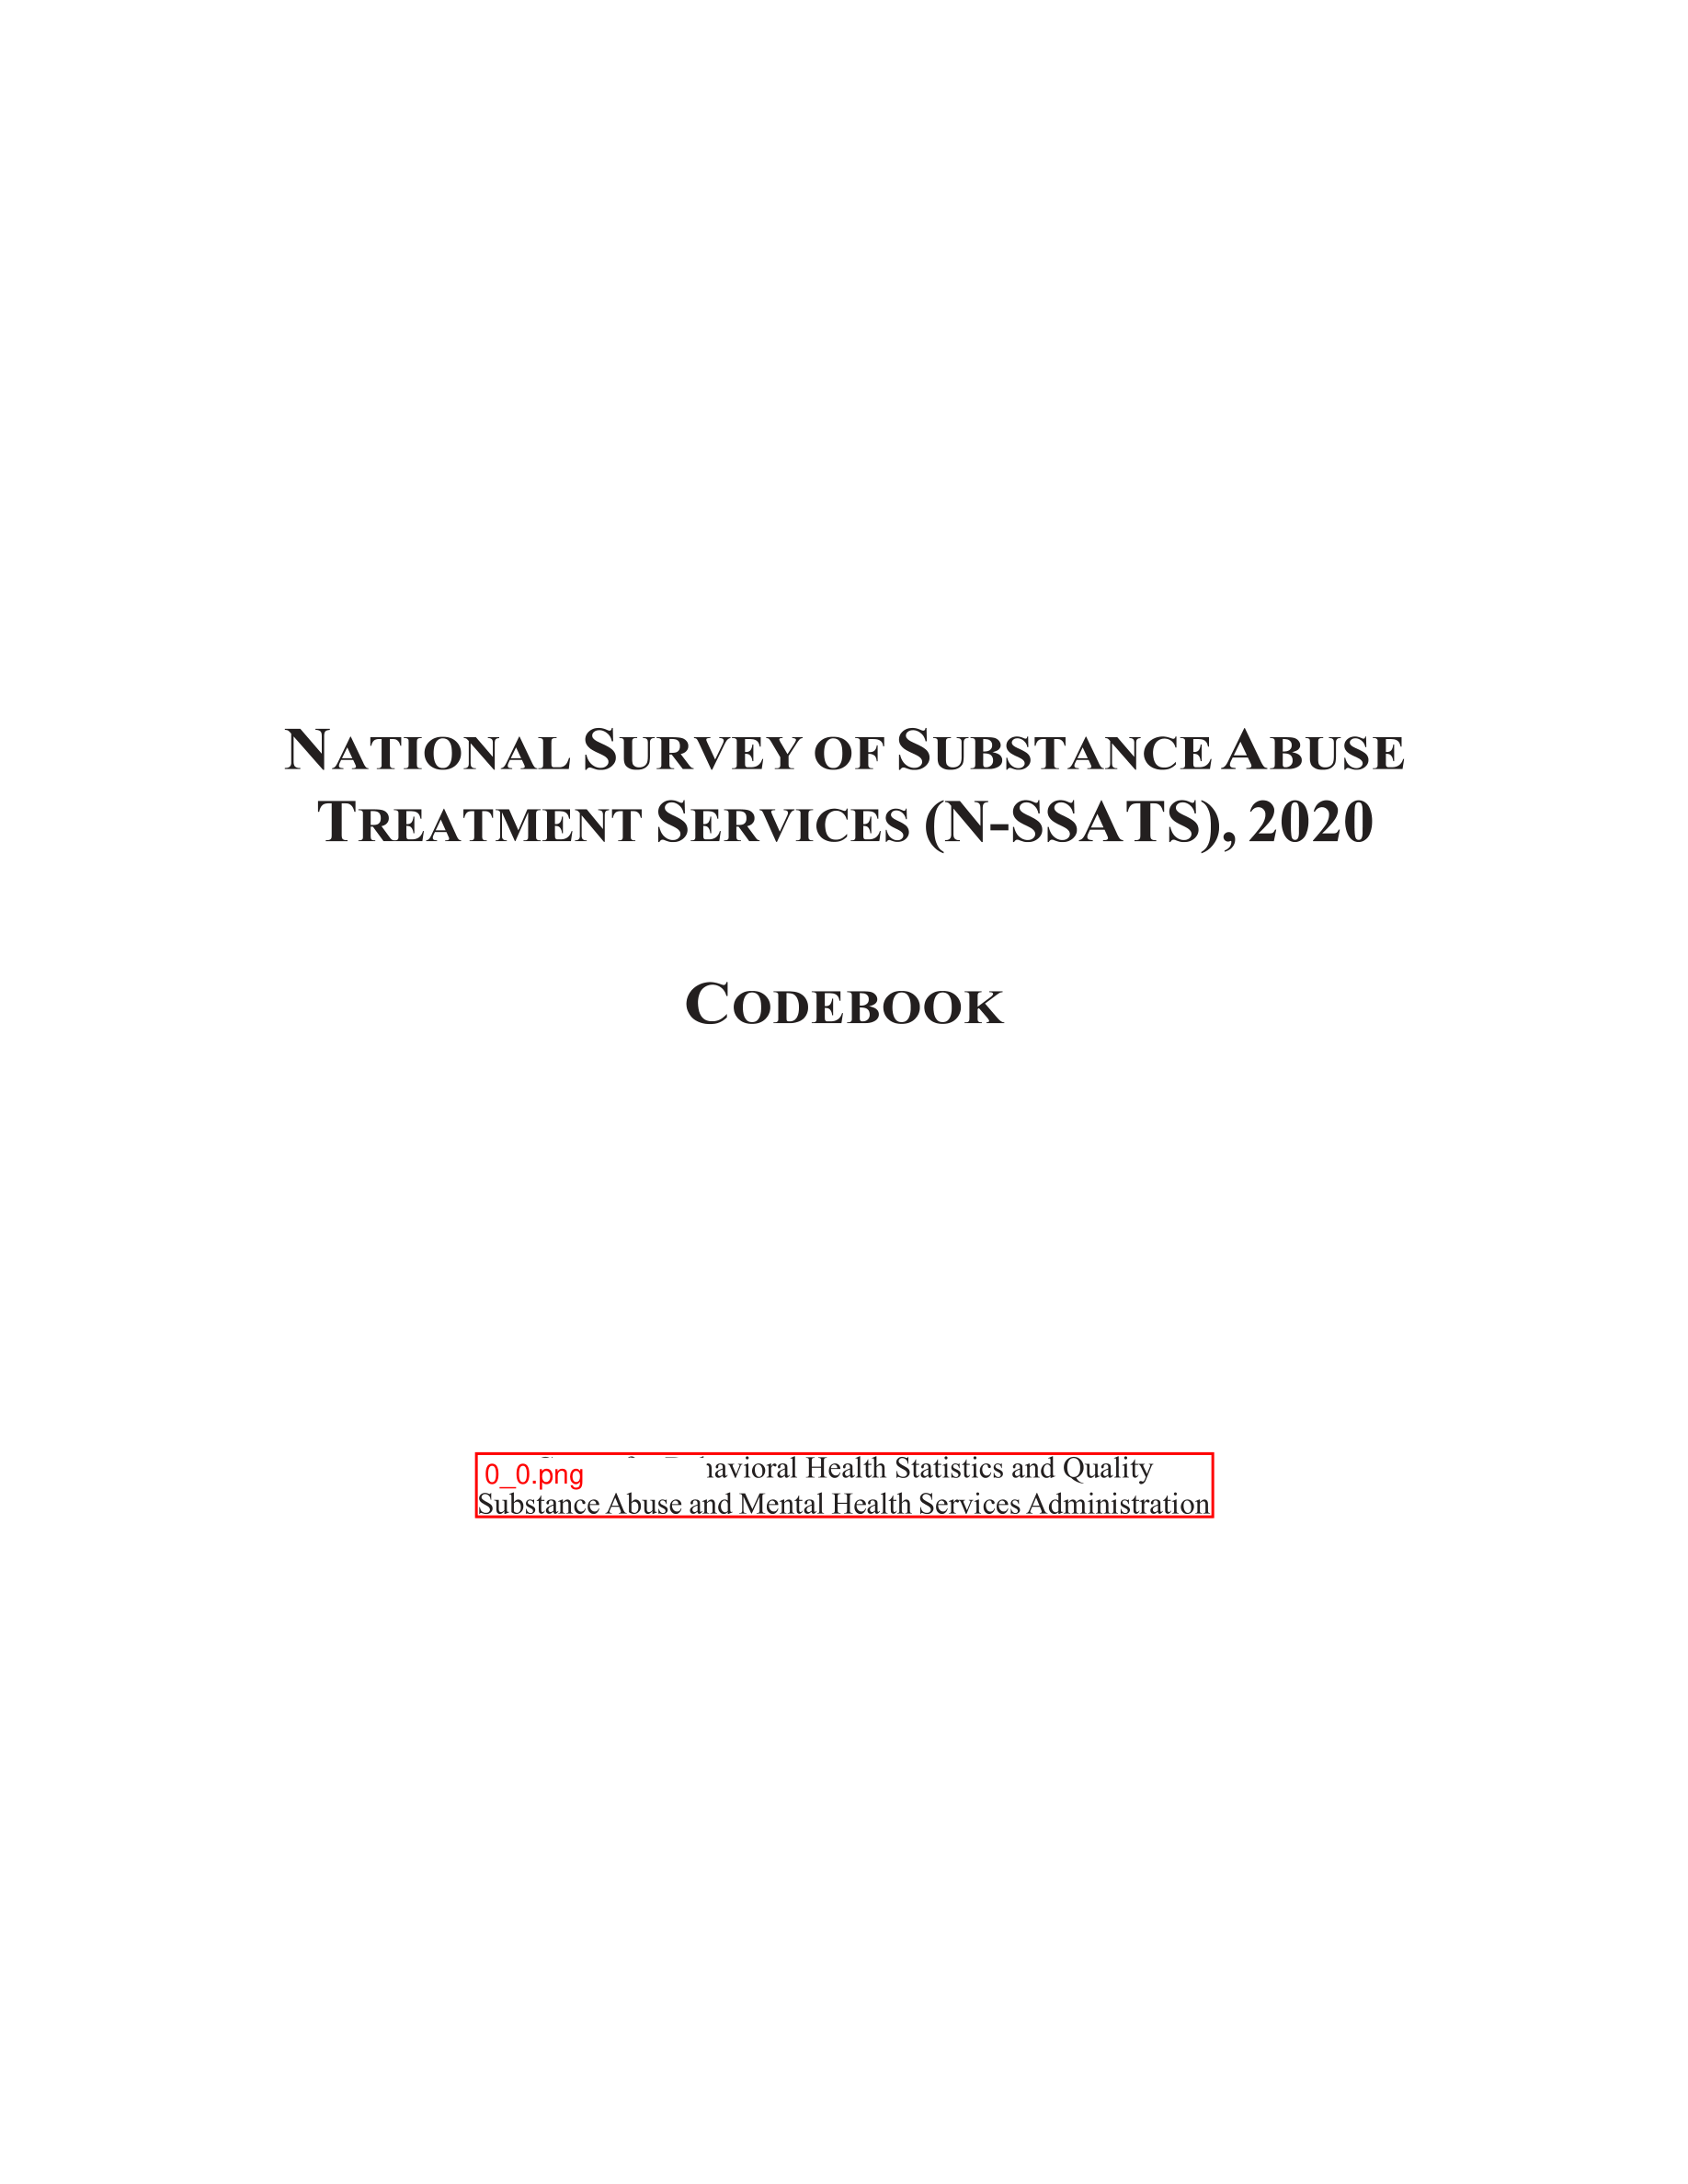 National Survey of Substance Abuse
Treatment Services (N-SSATS), 2020
Codebook
0_0.png
havioral Health Statistics and Quality
Substance Abuse and Mental Health Services Administration